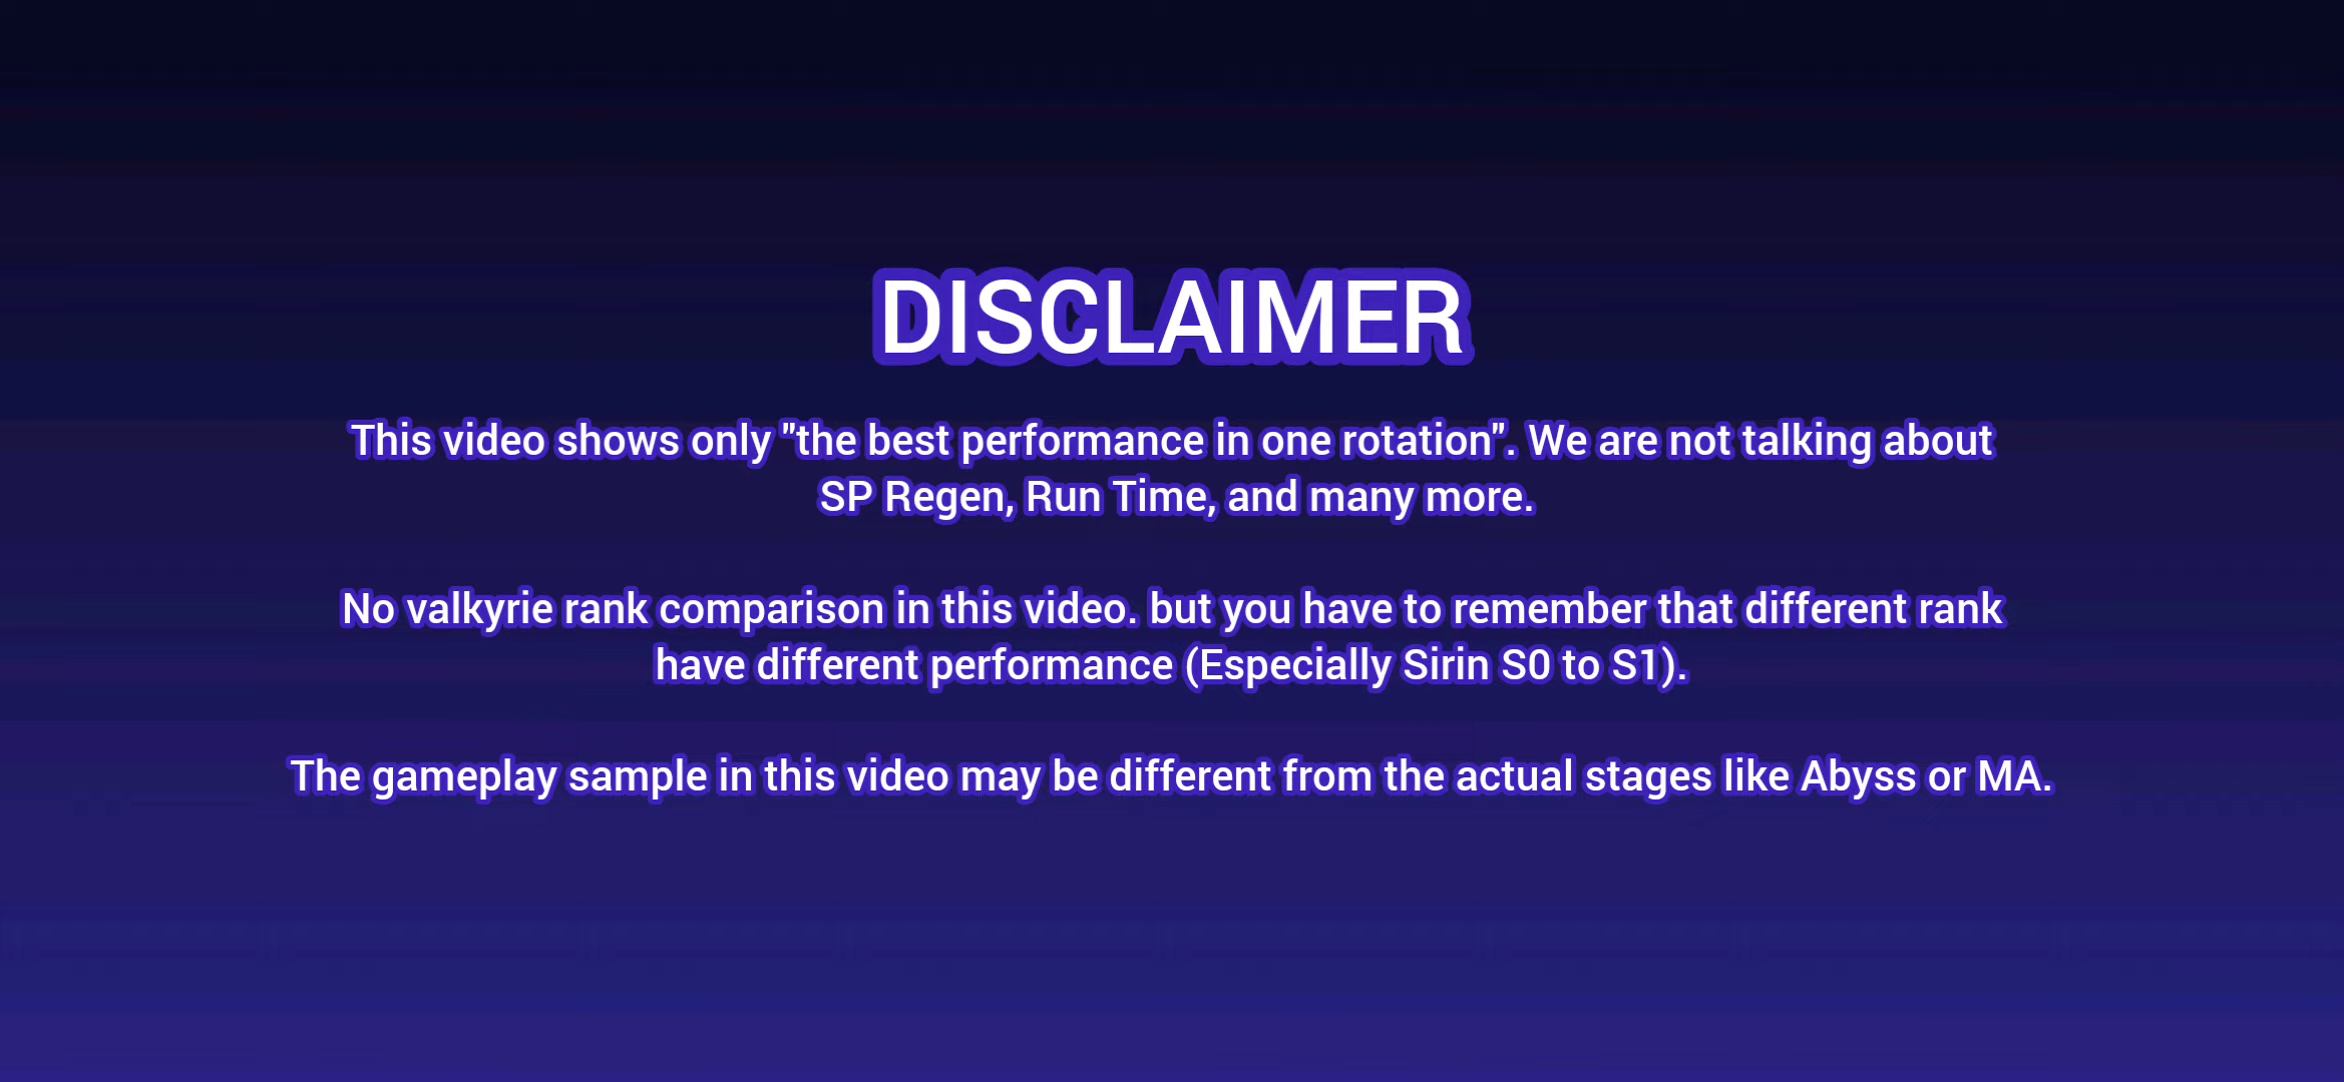 DISCLAIMER
This video shows only "the best performance in one rotation". We are not talking about
SP Regen, Run Time, and many more.
No valkyrie rank comparison in this video. but you have to remember that different rank
have different performance (Especially Sirin S0 to S1).
The gameplay sample in this video may be different from the actual stages like Abyss or MA.